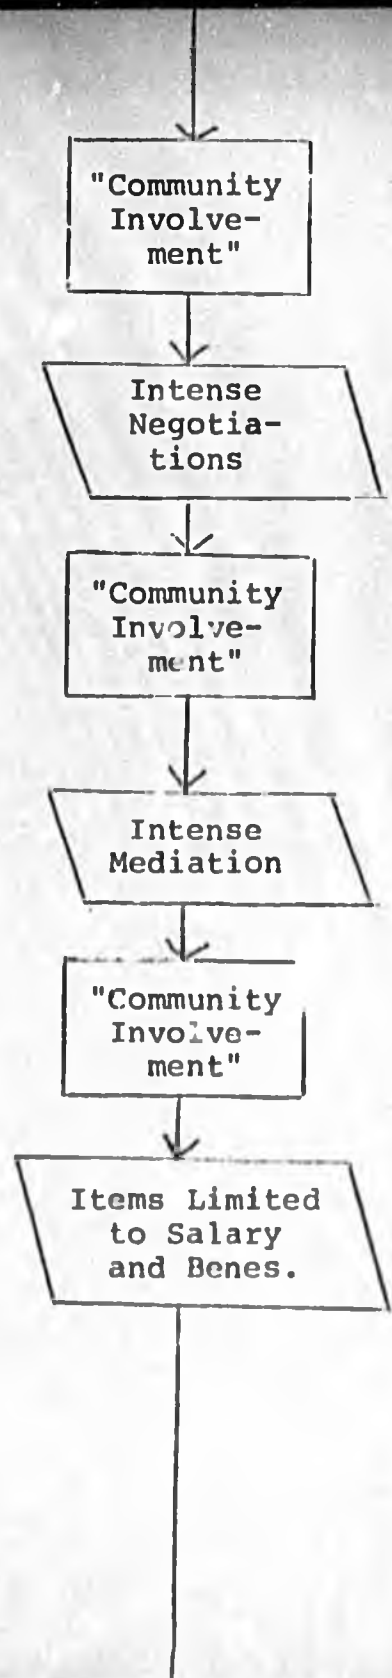 "Community
Involve-
ment"
Intense
Negotia-
tions
"Community
Involve-
ment"
Intense
Mediation
"Community
Involve-
ment"
Items Limited
to Salary
and Benes.